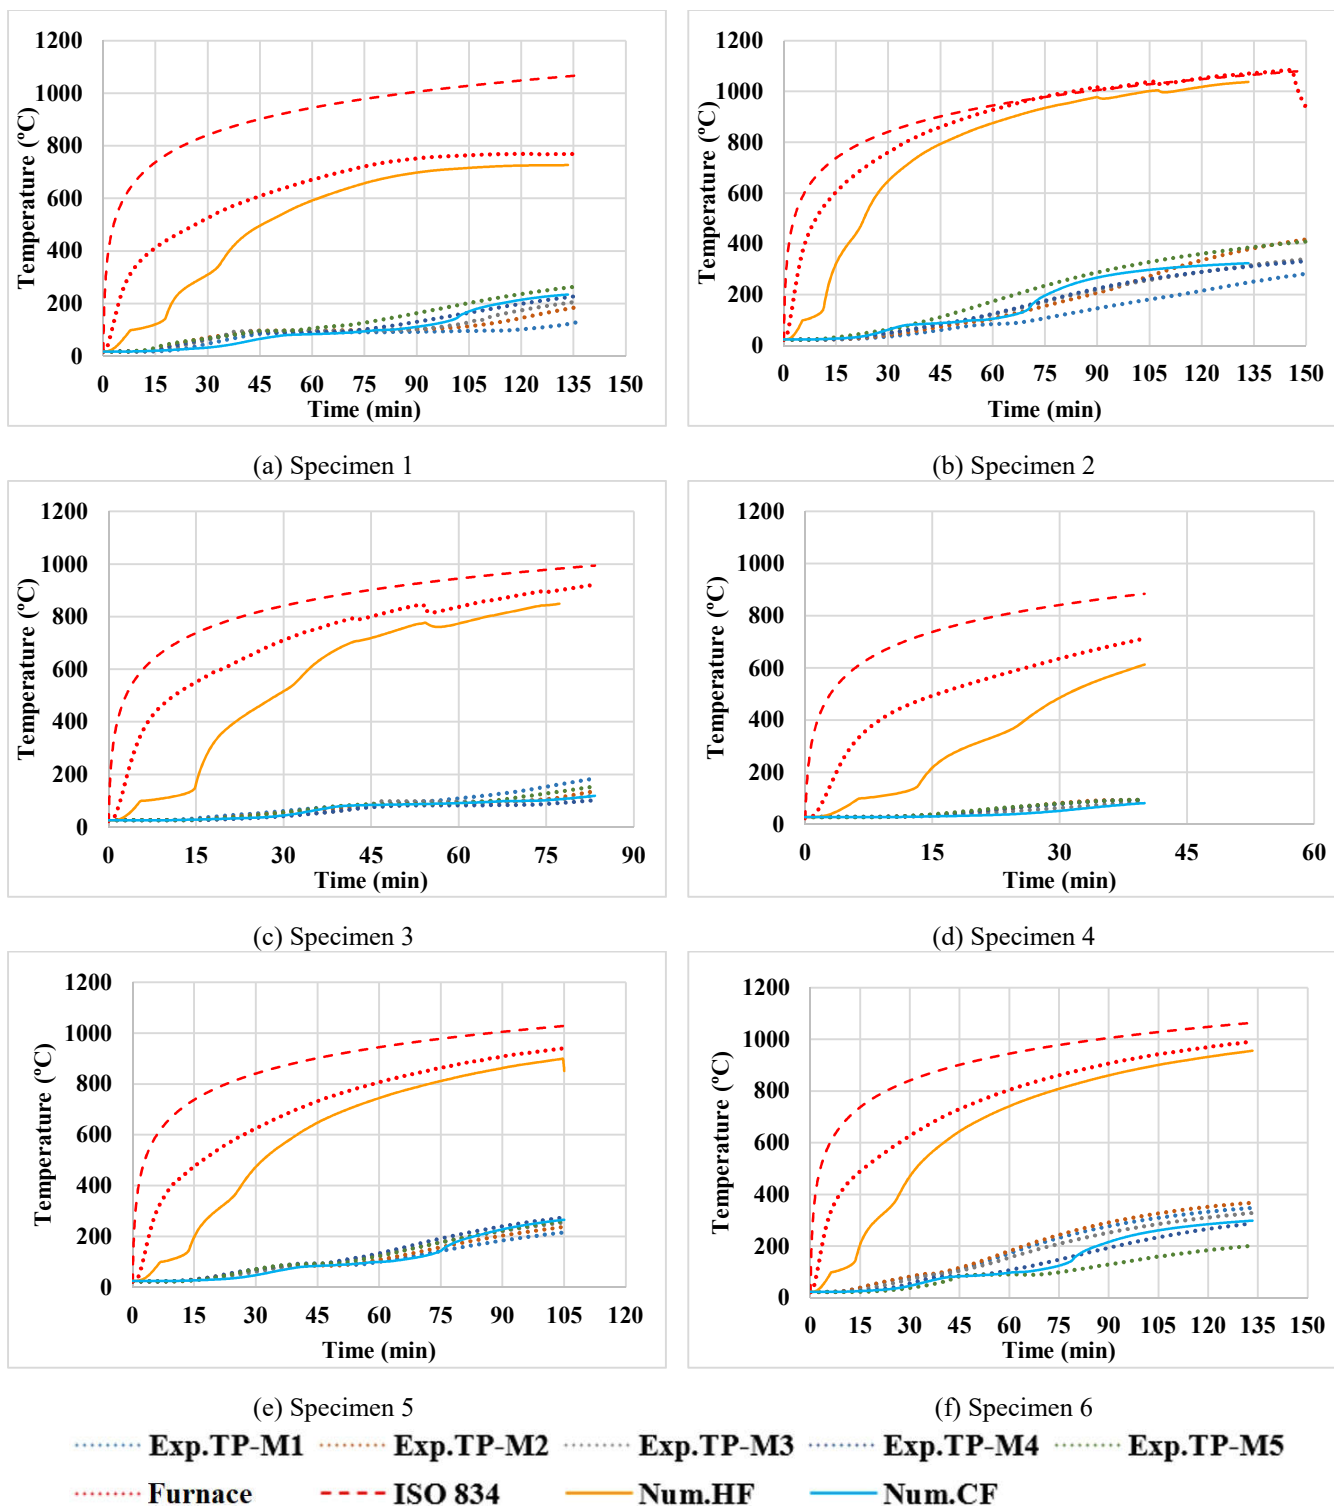 1200
1000
800
600
400
200
0
Temperature (ºC)
0 15 30 45 60 75 90 105 120 135 150
Time (min)
(a) Specimen 1
1200
1000
800
600
400
200
0
Temperature (ºC)
0 15 30 45 60 75 90 105 120 135 150
Time (min)
(b) Specimen 2
1200
1000
800
600
400
200
0
Temperature (ºC)
0 15 30 45 60 75 90
Time (min)
(c) Specimen 3
1200
1000
800
600
400
200
0
Temperature (ºC)
0 15 30 45 60
Time (min)
(d) Specimen 4
1200
1000
800
600
400
200
0
Temperature (ºC)
0 15 30 45 60 75 90 105 120
Time (min)
(e) Specimen 5
1200
1000
800
600
400
200
0
Temperature (ºC)
0 15 30 45 60 75 90 105 120 135 150
Time (min)
(f) Specimen 6
Exp.TP-M1 Exp.TP-M2 Exp.TP-M3 Exp.TP-M4 Exp.TP-M5
Furnace ISO 834 Num.HF Num.CF